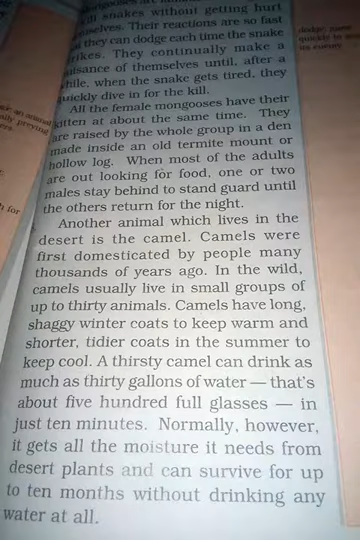 kill snakes without getting hurt
themselves. Their reactions are so fast
they can dodge each time the snake
strikes. They continually make a
nuisance of themselves until, after a
while, when the snake gets tired, they
quickly dive in for the kill.
All the female mongooses have their
kitten at about the same time. They
are raised by the whole group in a den
made inside an old termite mount or
hollow log. When most of the adults
are out looking for food, one or two
males stay behind to stand guard until
the others return for the night.
Another animal which lives in the
desert is the camel. Camels were
first domesticated by people many
thousands of years ago. In the wild,
camels usually live in small groups of
up to thirty animals. Camels have long,
shaggy winter coats to keep warm and
shorter, tidier coats in the summer to
keep cool. A thirsty camel can drink as
much as thirty gallons of water — that's
about five hundred full glasses — in
just ten minutes. Normally, however,
it gets all the moisture it needs from
desert plants and can survive for up
to ten months without drinking any
water at all.